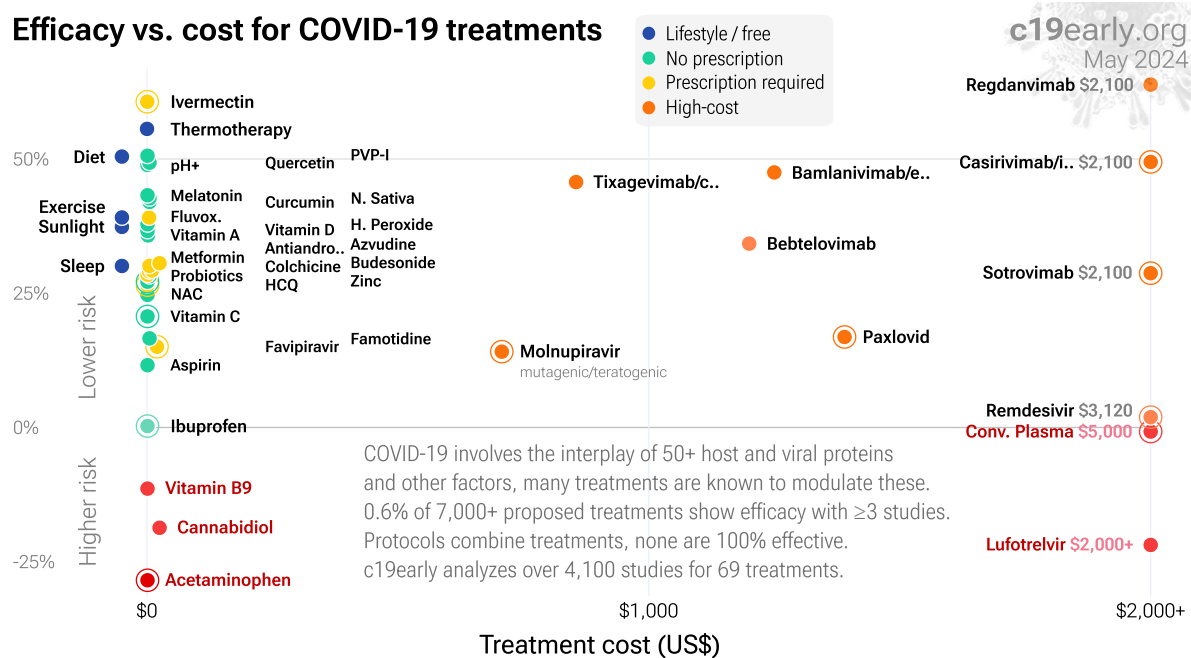 Efficacy vs. cost for COVID-19 treatments
Lifestyle / free
No prescription
Prescription required
High-cost
c19early.org
May 2024
Regdanvimab $2,100
Ivermectin
Thermotherapy
50%
Diet
pH+
Quercetin
PVP-I
Casirivimab/i.. $2,100
Bamlanivimab/e..
Tixagevimab/c..
Melatonin
Curcumin
N. Sativa
Exercise
Fluvox.
Sunlight
Vitamin A
Vitamin D
H. Peroxide
Antiandro..
Azvudine
Bebtelovimab
Sleep
Metformin
Colchicine
Budesonide
Probiotics
HCQ
Zinc
Sotrovimab $2,100
25%
NAC
Vitamin C
Lower risk
Famotidine
Favipiravir
Paxlovid
Molnupiravir
mutagenic/teratogenic
Aspirin
Remdesivir $3,120
0%
Ibuprofen
Conv. Plasma $5,000
COVID-19 involves the interplay of 50+ host and viral proteins
and other factors, many treatments are known to modulate these.
0.6% of 7,000+ proposed treatments show efficacy with ≥3 studies.
Protocols combine treatments, none are 100% effective.
c19early analyzes over 4,100 studies for 69 treatments.
Higher risk
Vitamin B9
Cannabidiol
Lufotrelvir $2,000+
-25%
Acetaminophen
$0
$1,000
$2,000+
Treatment cost (US$)